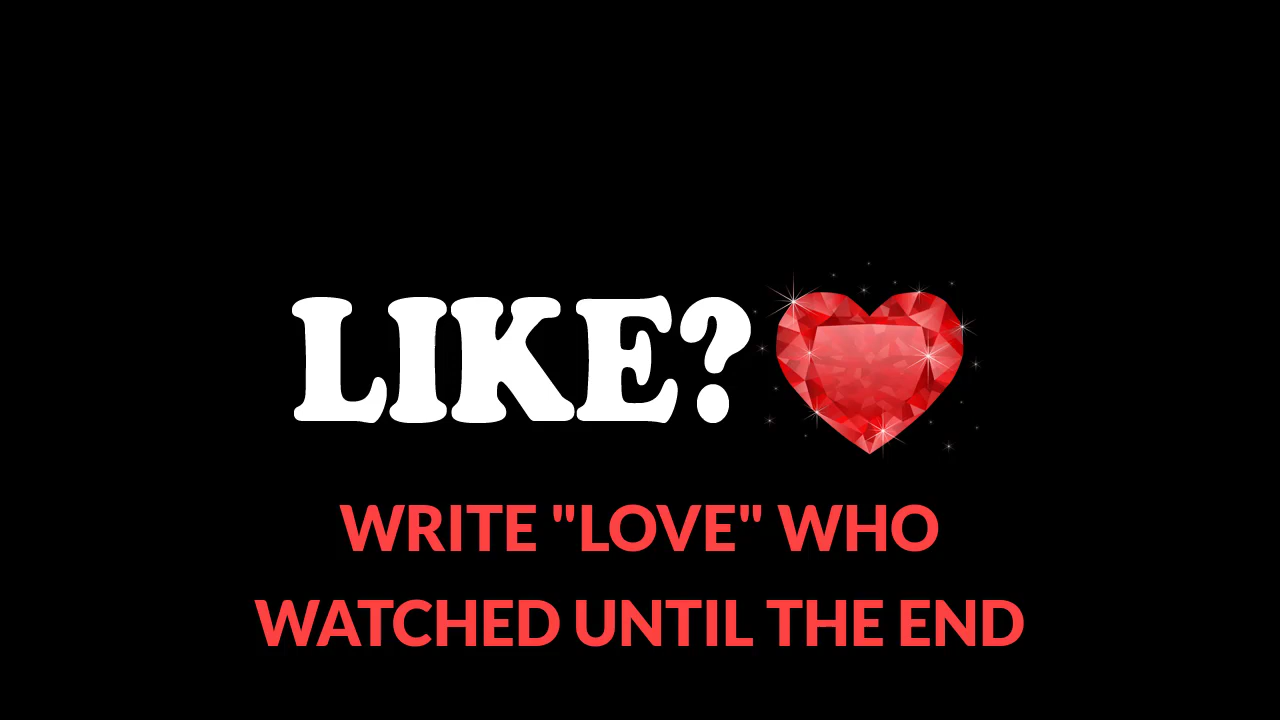 LIKE?
WRITE "LOVE" WHO
WATCHED UNTIL THE END